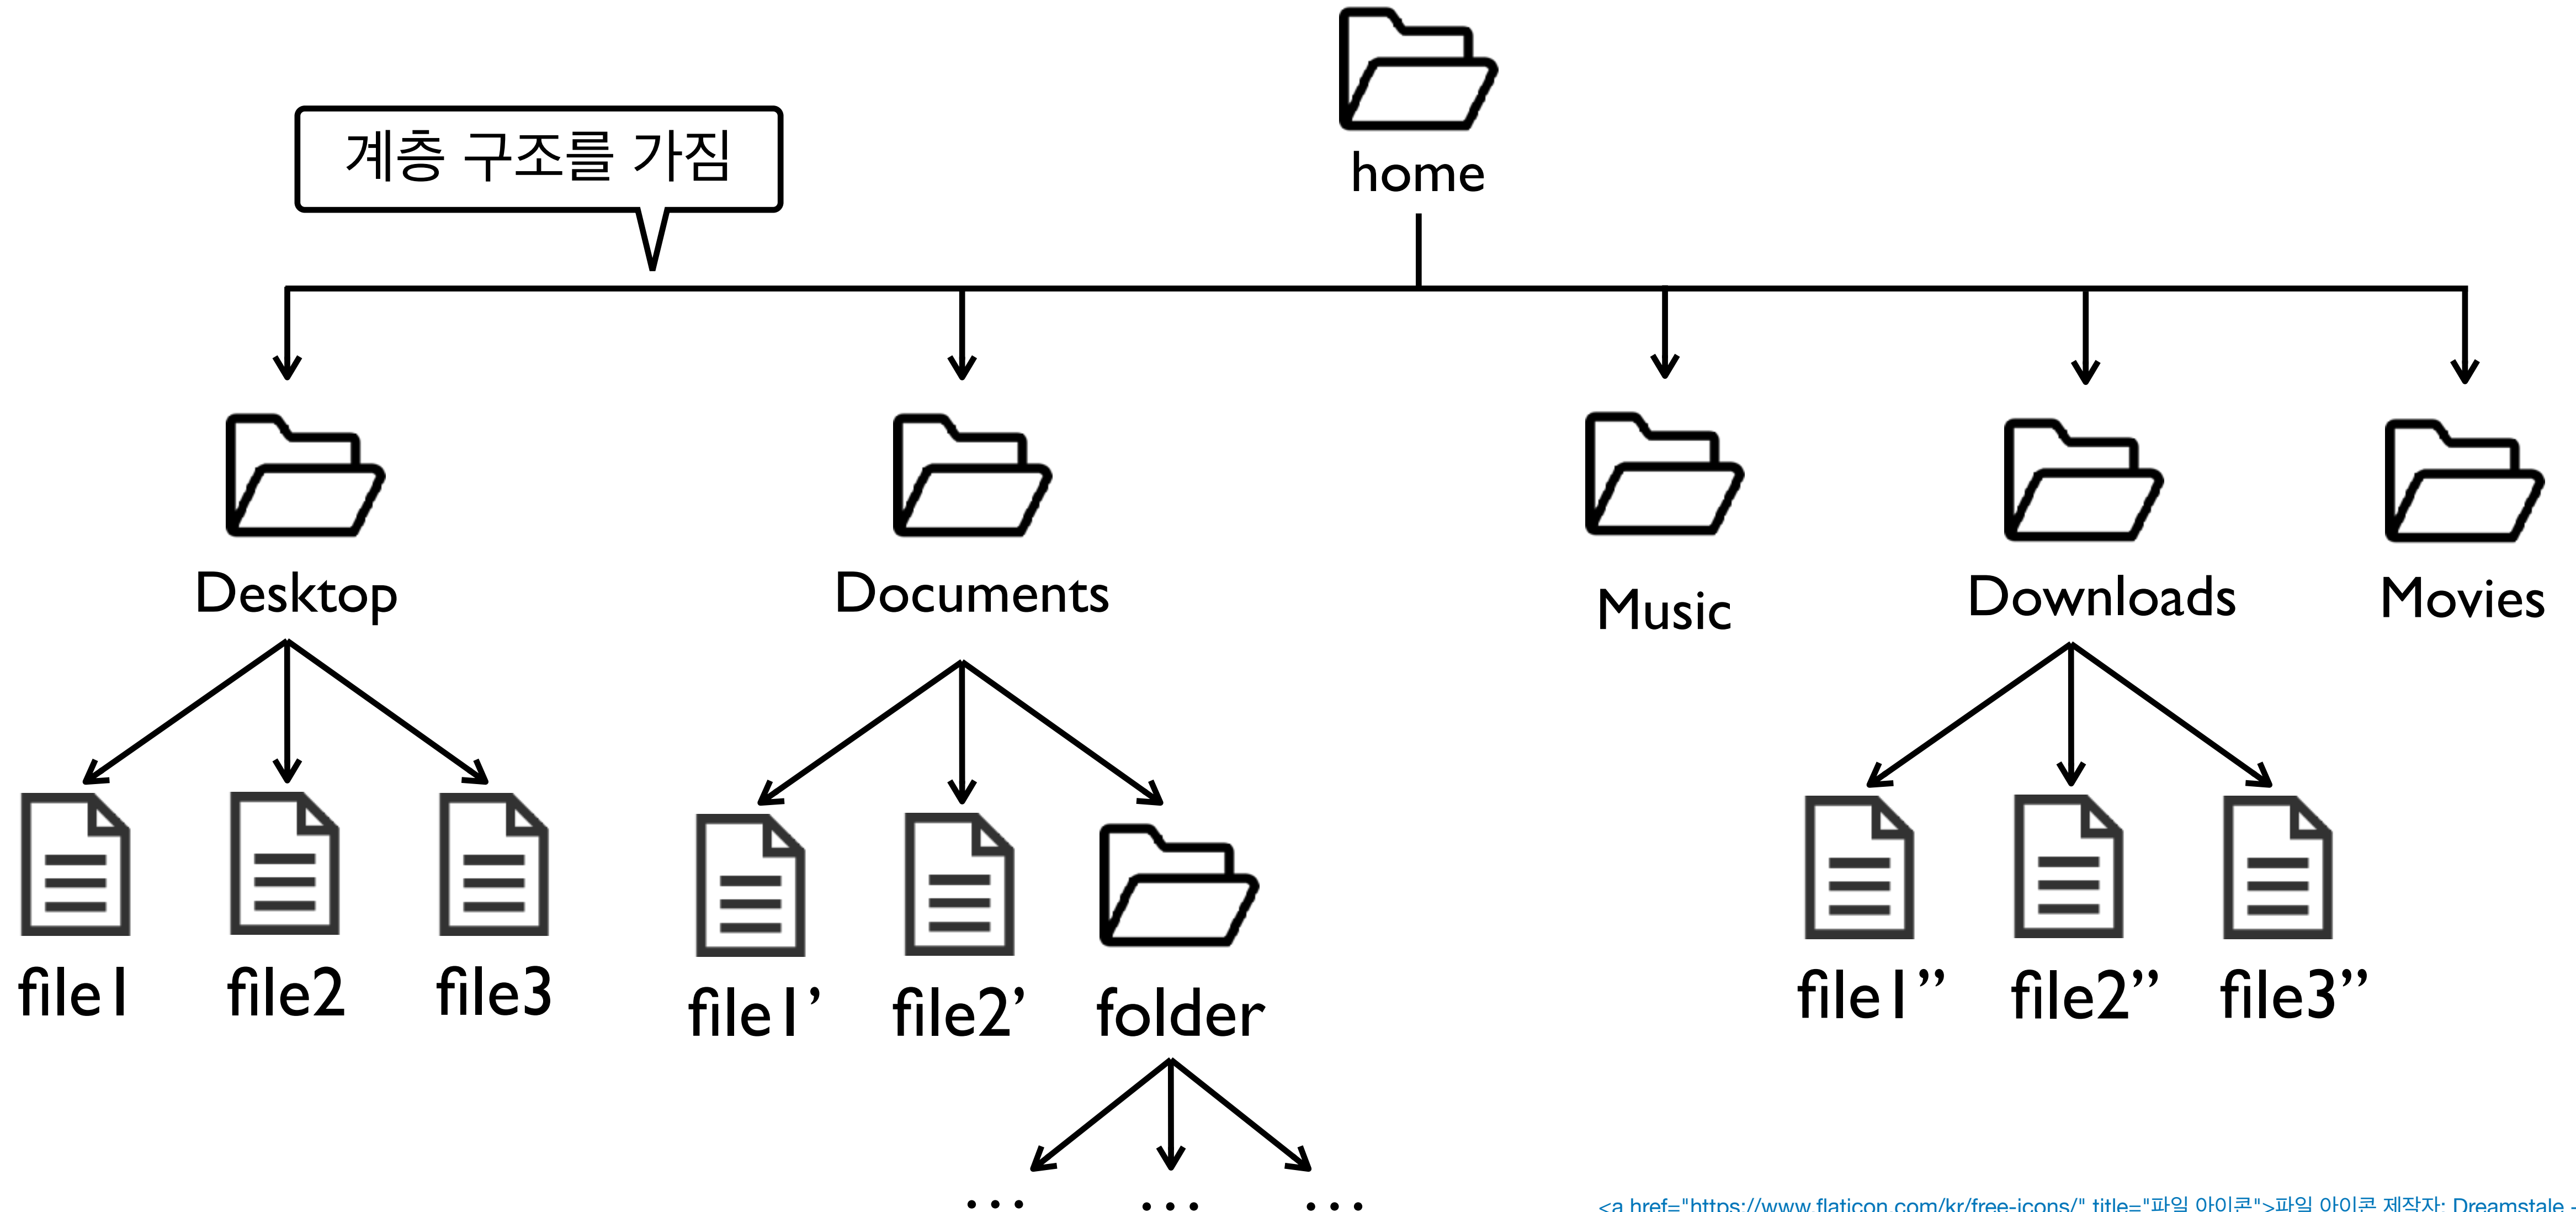 home
계층 구조를 가짐
Desktop
Documents
Music
Downloads
Movies
file1
file2
file3
file1’
file2’
folder
file1”
file2”
file3”
... ... ...
<a href="https://www.flaticon.com/kr/free-icons/" title="파일 아이콘">파일 아이콘 제작자: Dreamstale -